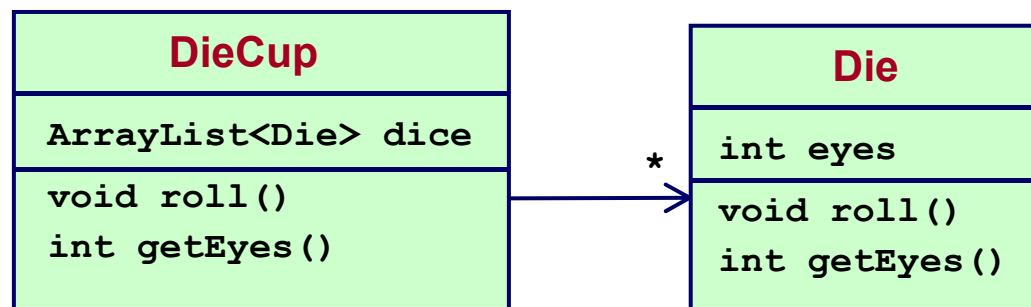 DieCup
ArrayList<Die> dice
void roll()
int getEyes()
*
Die
int eyes
void roll()
int getEyes()